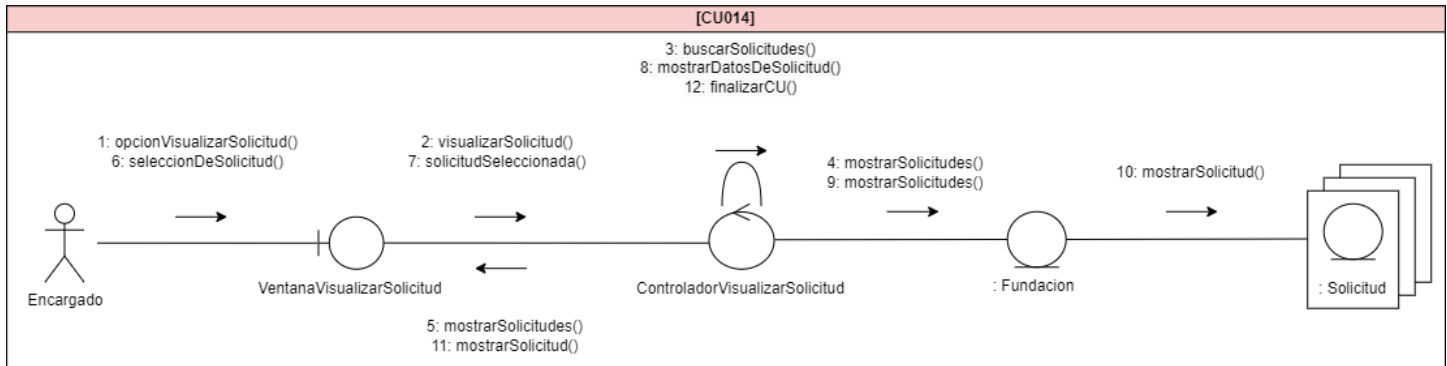 [CU014]
3: buscarSolicitudes()
8: mostrarDatosDeSolicitud()
12: finalizarCU()
1: opcionVisualizarSolicitud()
6: seleccionDeSolicitud()
2: visualizarSolicitud()
7: solicitudSeleccionada()
4: mostrarSolicitudes()
9: mostrarSolicitudes()
10: mostrarSolicitud()
Encargado
VentanaVisualizarSolicitud
ControladorVisualizarSolicitud
: Fundacion
: Solicitud
5: mostrarSolicitudes()
11: mostrarSolicitud()